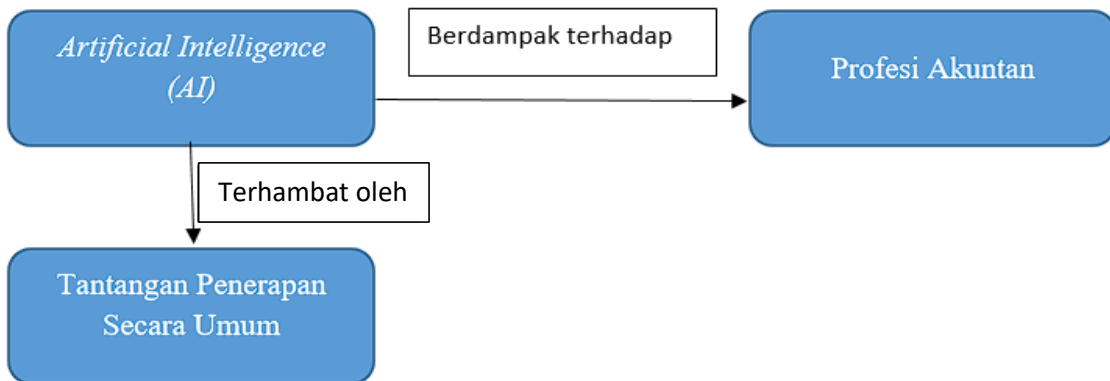 Artificial Intelligence
(AI)
Berdampak terhadap
Profesi Akuntan
Terhambat oleh
Tantangan Penerapan
Secara Umum